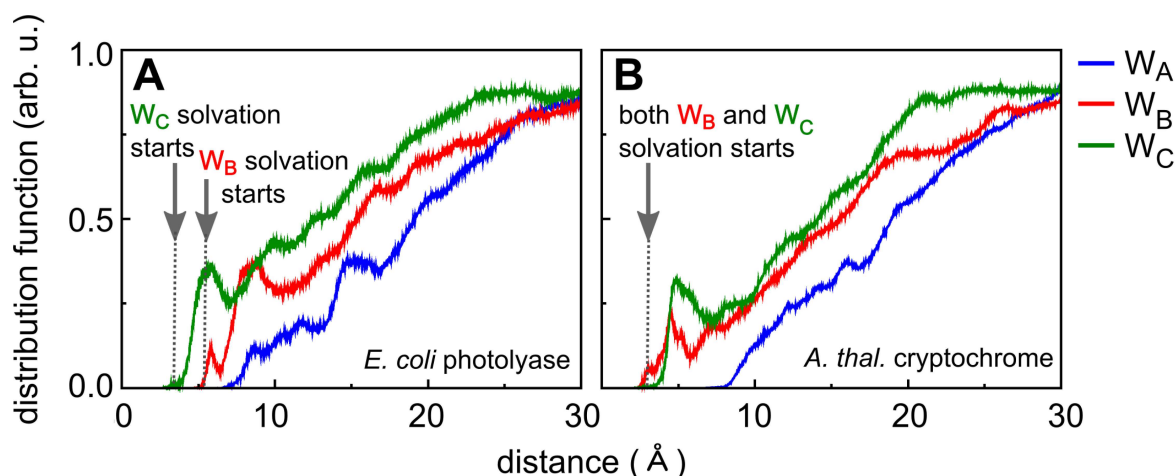 distribution function (arb. u.)
1.0
0.5
0.0
A
W_C solvation
starts
W_B solvation
starts
E. coli photolyase
0
10
20
30
B
both W_B and W_C
solvation starts
A. thal. cryptochrome
10
20
30
distance (Å)
W_A
W_B
W_C